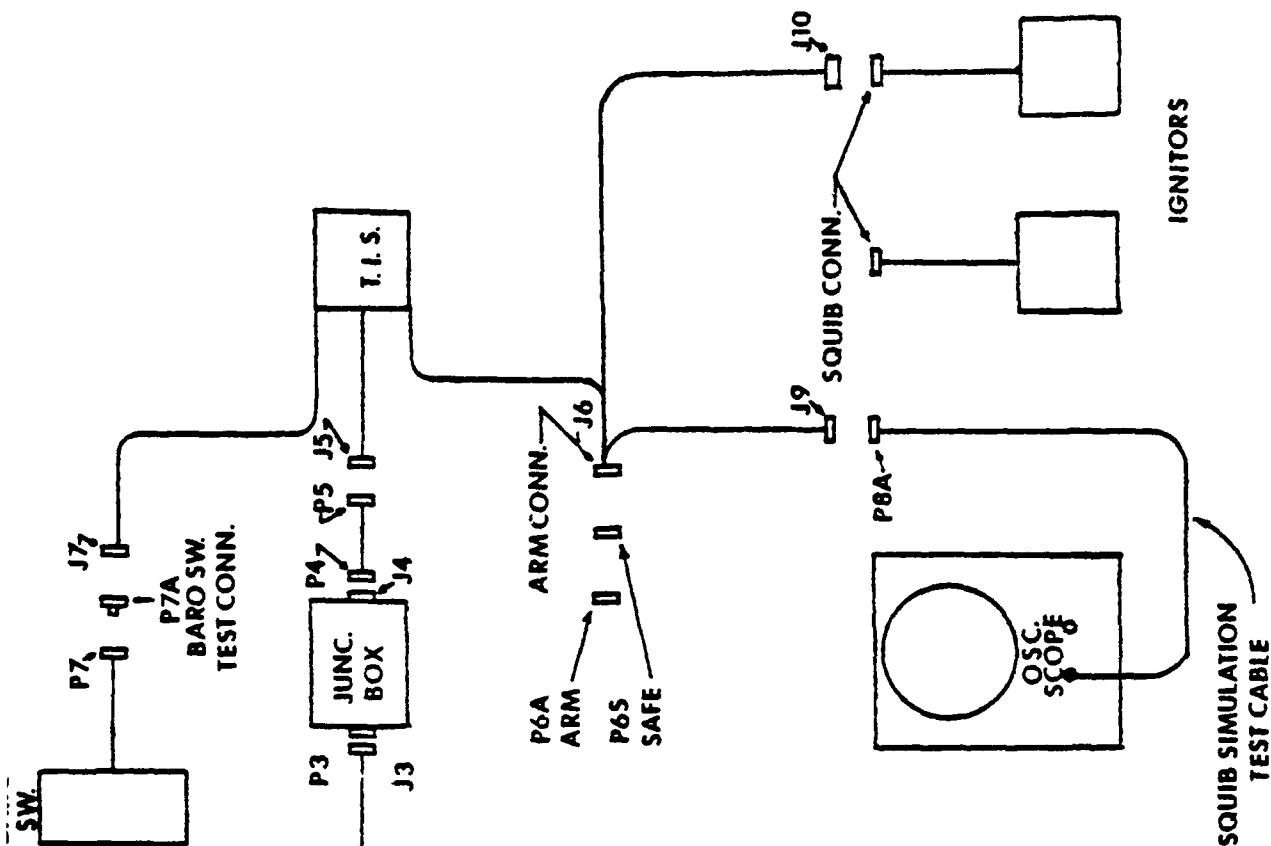 SW.
P7
P7A
BARO SW.
TEST CONN.
J7
P3
J3
JUNC.
BOX
P4
J4
P5
J5
T.I.S.
P6A
ARM
P6S
SAFE
ARM CONN.
J6
OSC.
SCOPE
P8A
J9
SQUIB CONN.
J10
SQUIB SIMULATION
TEST CABLE
IGNITORS